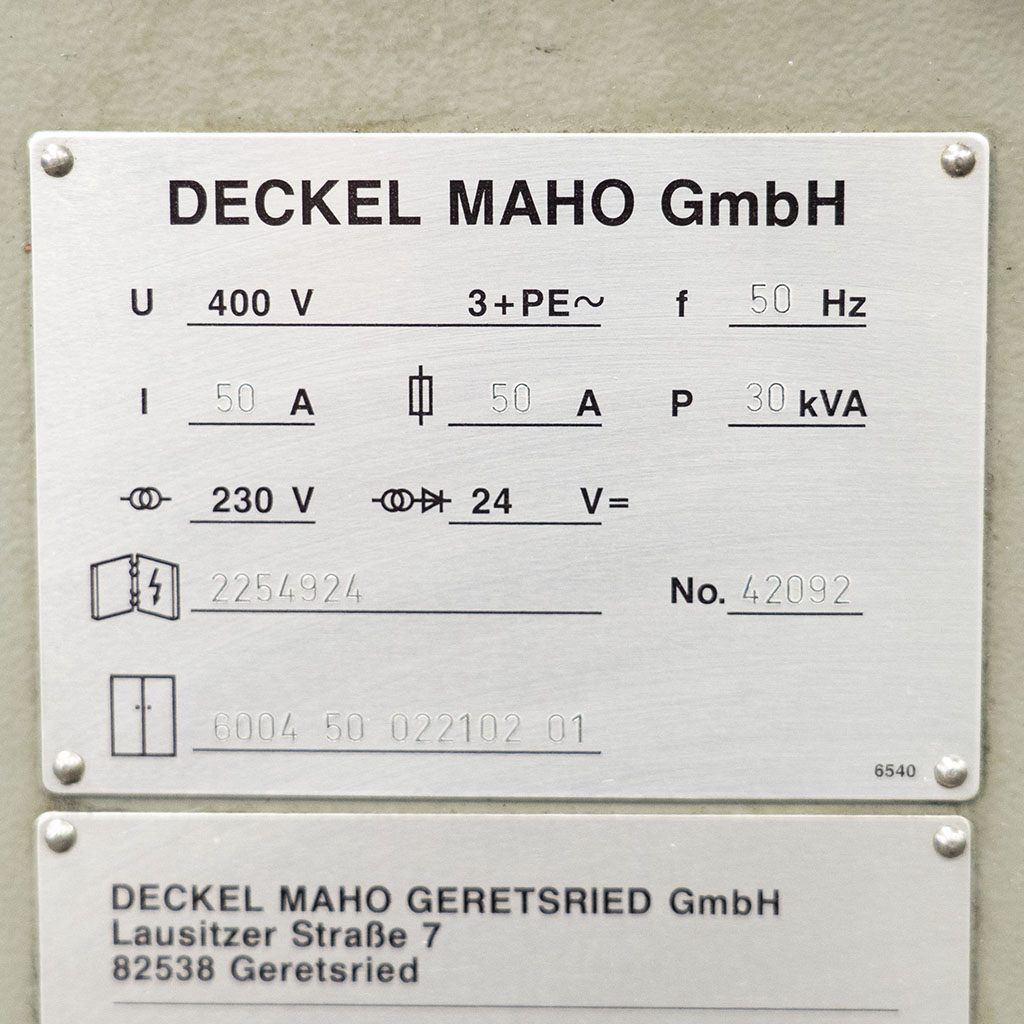 DECKEL MAHO GmbH
U 400 V 3+PE~ f 50 Hz
I 50 A 50 A P 30 kVA
230 V 24 V=
2254924 No. 42092
6004 50 022102 01
6540
DECKEL MAHO GERETSRIED GmbH
Lausitzer Straße 7
82538 Geretsried